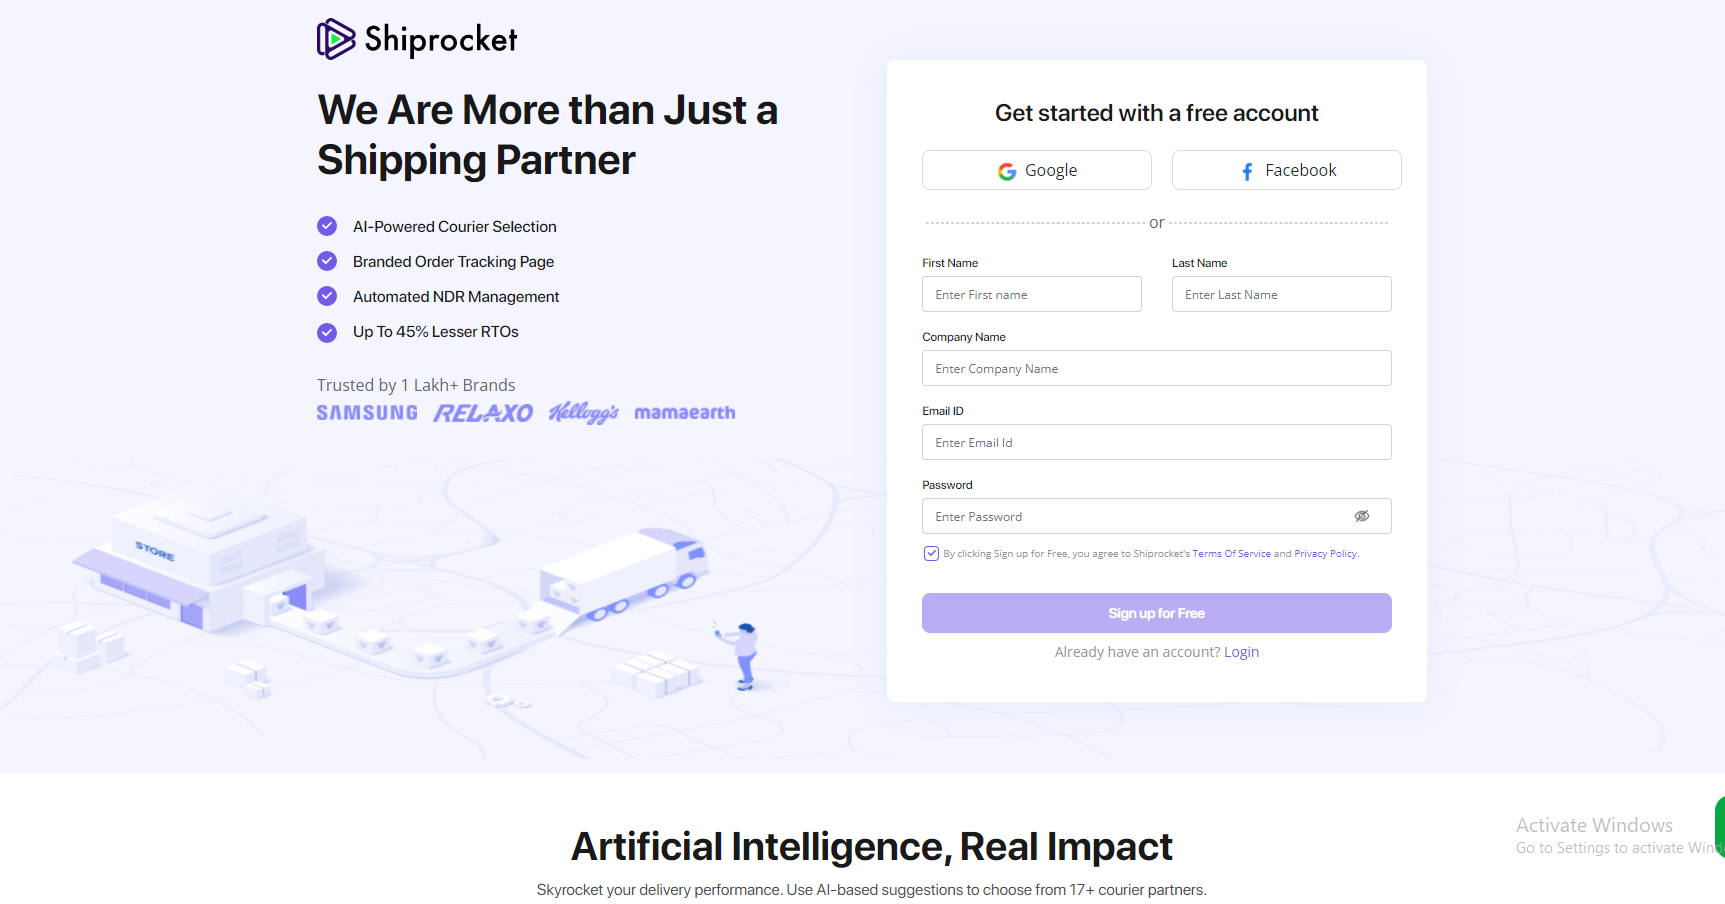 Shiprocket
We Are More than Just a
Shipping Partner
AI-Powered Courier Selection
Branded Order Tracking Page
Automated NDR Management
Up To 45% Lesser RTOs
Trusted by 1 Lakh+ Brands
SAMSUNG RELAXO Kellogg's mamaearth
STORE
Get started with a free account
Google Facebook
or
First Name Last Name
Enter First name Enter Last Name
Company Name
Enter Company Name
Email ID
Enter Email Id
Password
Enter Password
By clicking Sign up for Free, you agree to Shiprocket's Terms Of Service and Privacy Policy.
Sign up for Free
Already have an account? Login
Artificial Intelligence, Real Impact
Skyrocket your delivery performance. Use AI-based suggestions to choose from 17+ courier partners.
Activate Windows
Go to Settings to activate